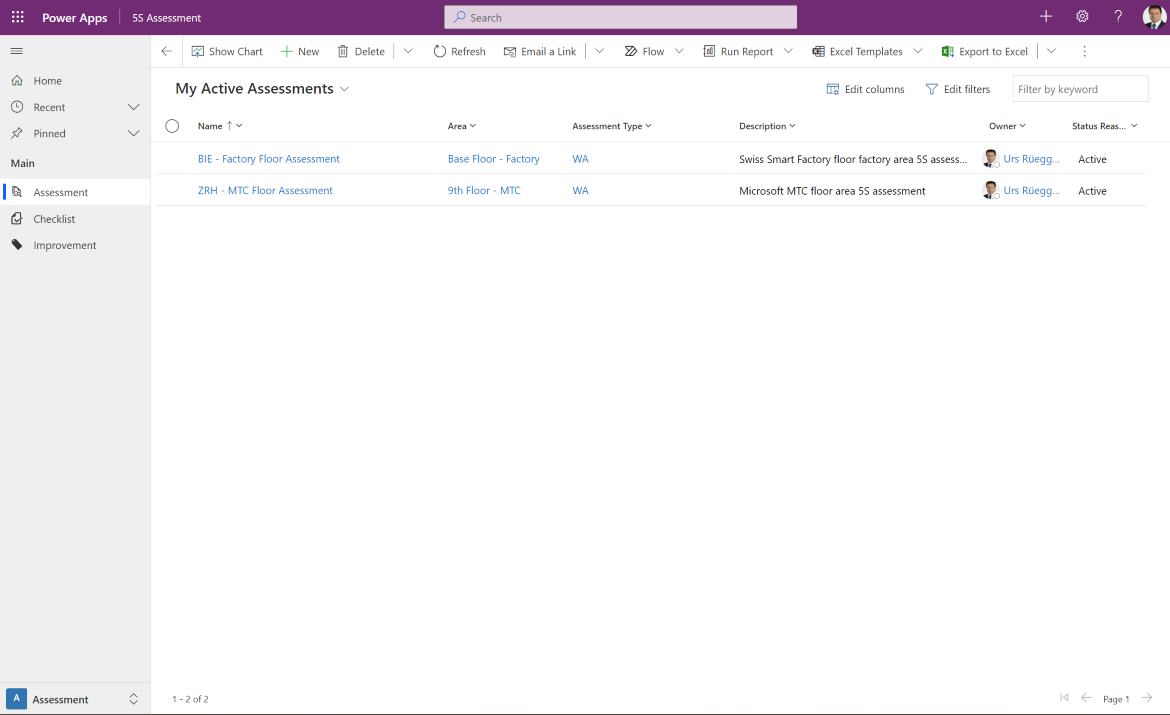 Power Apps 5S Assessment Search ?
Show Chart New Delete Refresh Email a Link Flow Run Report Excel Templates Export to Excel
Home
Recent
Pinned
Main
Assessment
Checklist
Improvement
My Active Assessments Edit columns Edit filters Filter by keyword
Name ↑ Area Assessment Type Description Owner Status Reas...
BIE - Factory Floor Assessment Base Floor - Factory WA Swiss Smart Factory floor factory area 5S assess... Urs Rüegg... Active
ZRH - MTC Floor Assessment 9th Floor - MTC WA Microsoft MTC floor area 5S assessment Urs Rüegg... Active
A Assessment 1 - 2 of 2 Page 1